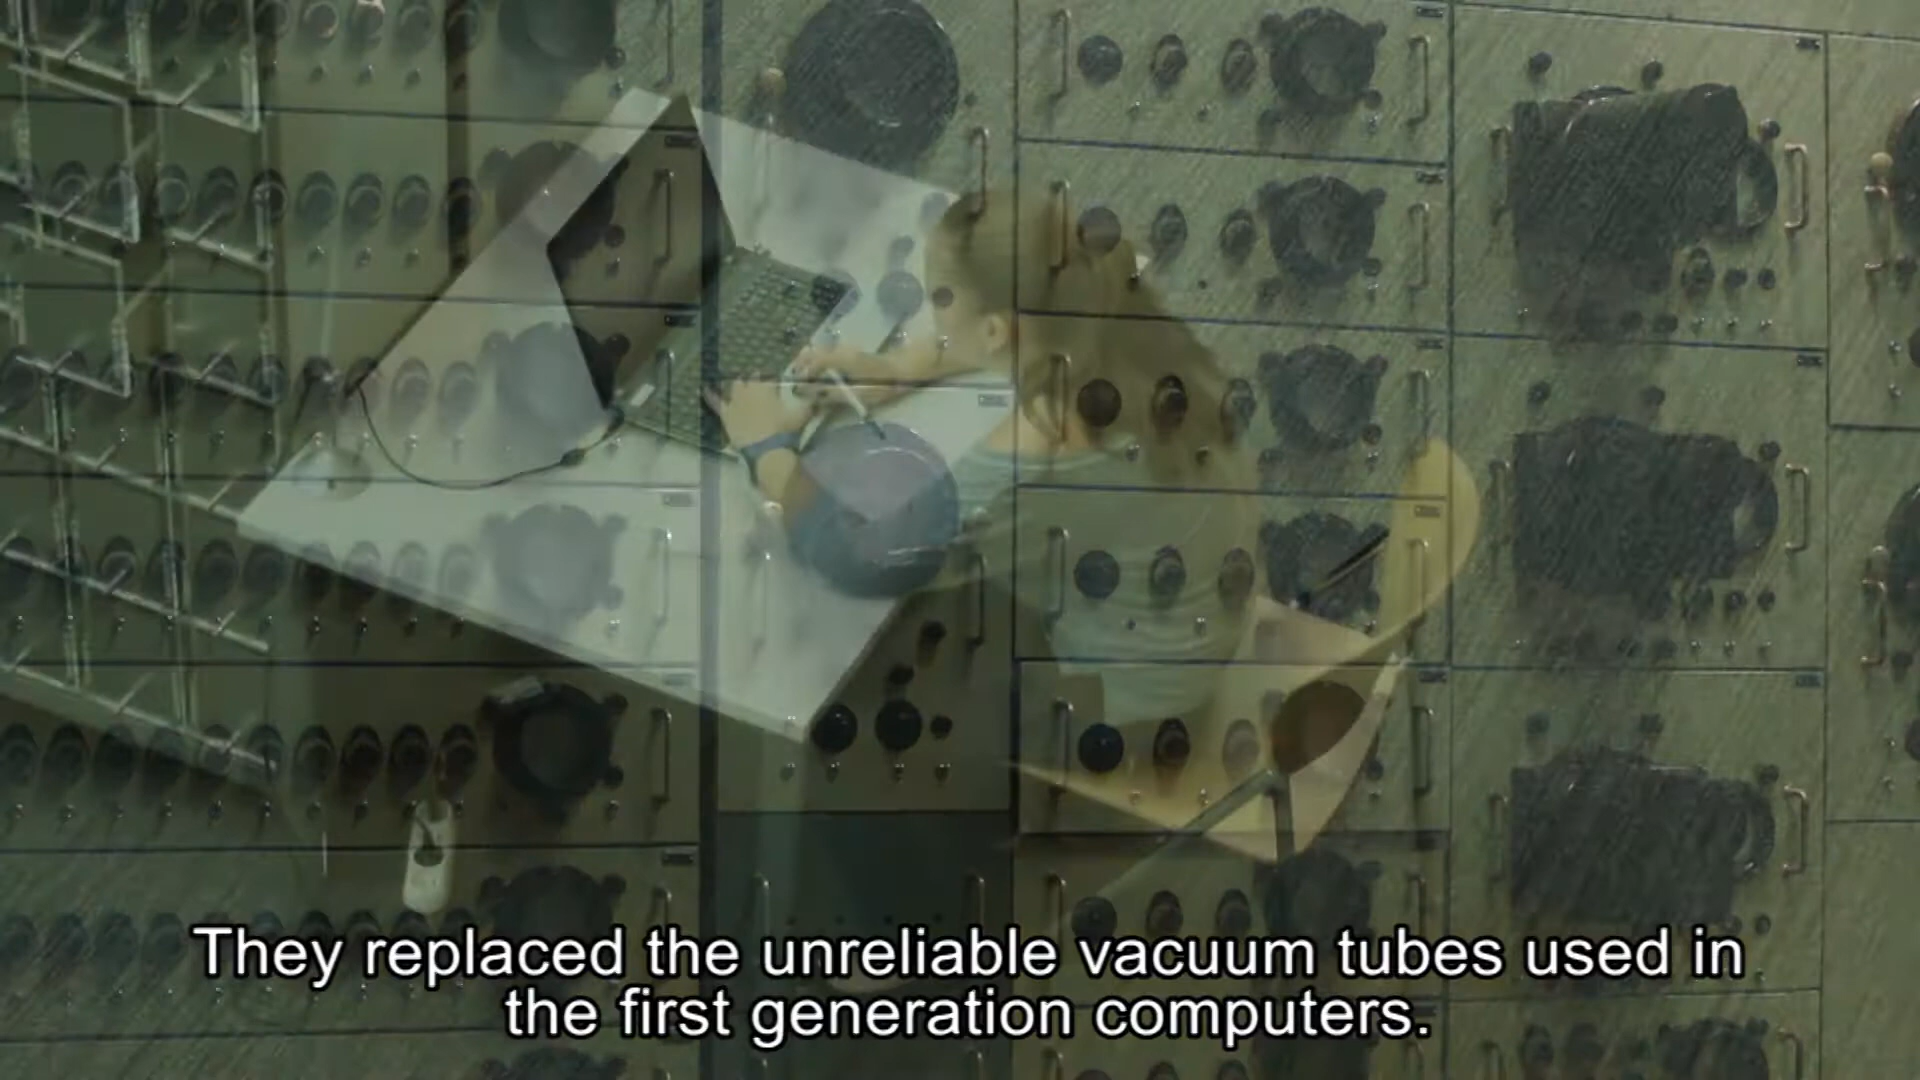 They replaced the unreliable vacuum tubes used in
the first generation computers.